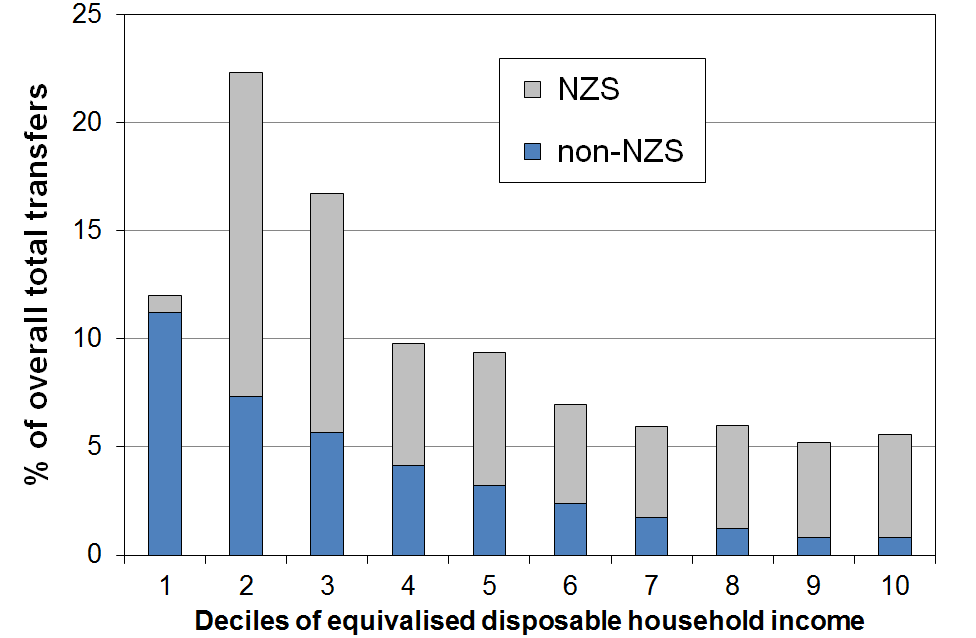 25
20
15
10
5
0
% of overall total transfers
NZS
non-NZS
1 2 3 4 5 6 7 8 9 10
Deciles of equivalised disposable household income